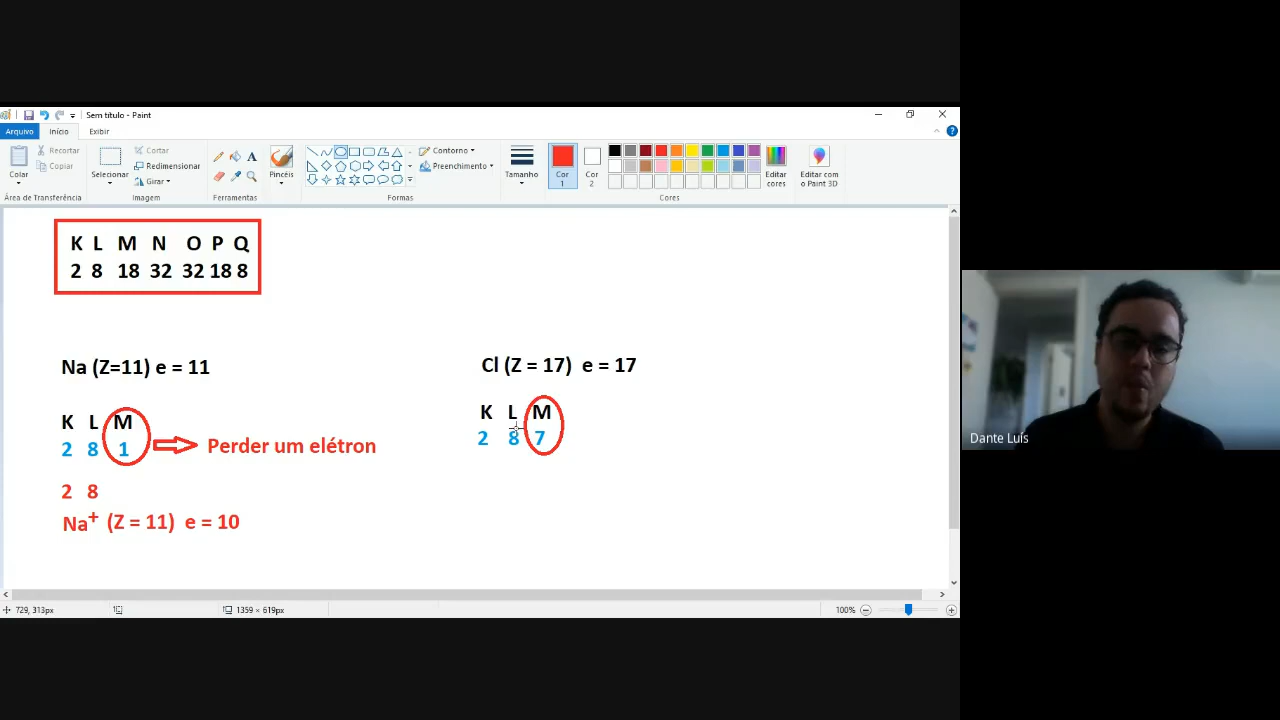 Sem título - Paint
Arquivo Início Exibir
Colar
Recortar
Copiar
Área de Transferência
Selecionar
Cortar
Redimensionar
Girar
Imagem
Ferramentas
Pincéis
Contorno
Preenchimento
Formas
Tamanho
Cor 1
Cor 2
Editar cores
Editar com o Paint 3D
Cores
K L M N O P Q
2 8 18 32 32 18 8
Na (Z=11) e = 11
K L M
2 8 1
Perder um elétron
2 8
Na+ (Z = 11) e = 10
Cl (Z = 17) e = 17
K L M
2 8 7
Dante Luís
729, 313px
1359 × 619px
100%